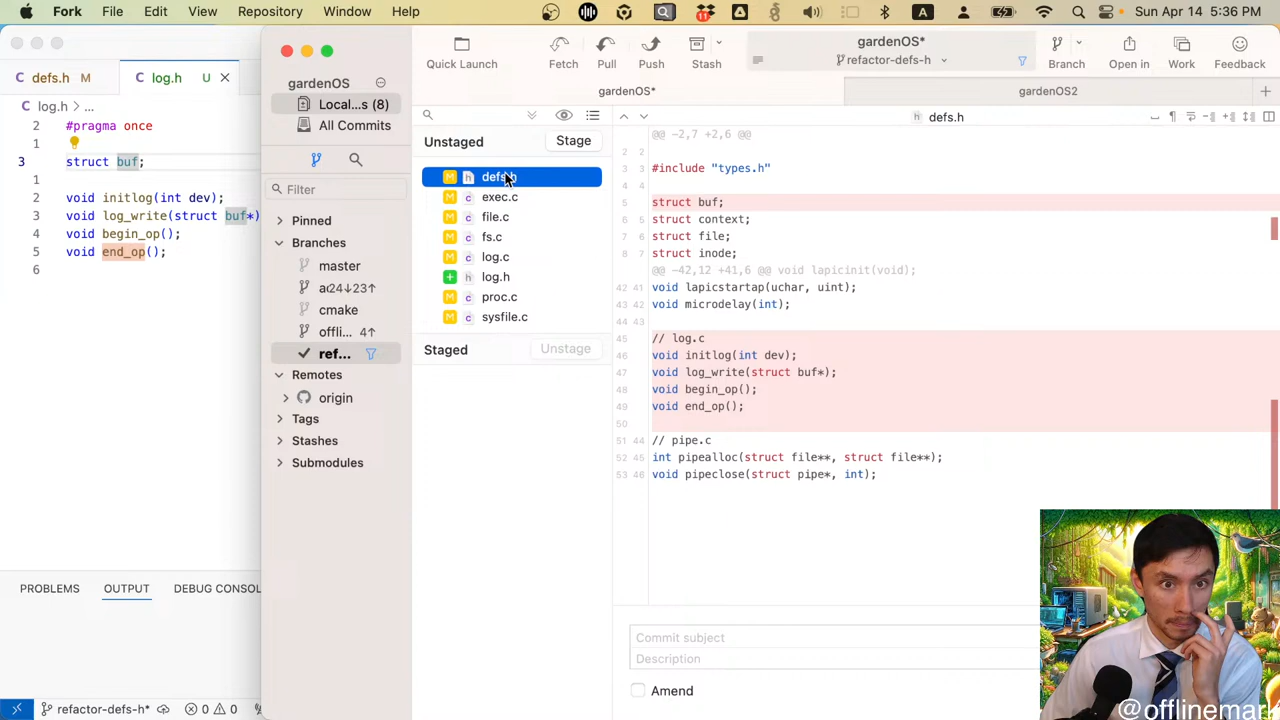 Fork File Edit View Repository Window Help
A
Sun Apr 14 5:36 PM
defs.h M
log.h U
log.h ...
2 #pragma once
3 struct buf;
1
2 void initlog(int dev);
3 void log_write(struct buf*)
4 void begin_op();
5 void end_op();
6
PROBLEMS OUTPUT DEBUG CONSOL
refactor-defs-h* 0 0
gardenOS
Local...s (8)
All Commits
Filter
Pinned
Branches
master
24↓23↑
cmake
offli... 4↑
ref...
Remotes
origin
Tags
Stashes
Submodules
Quick Launch
Fetch
Pull
Push
Stash
gardenOS*
refactor-defs-h
Branch
Open in
Work
Feedback
gardenOS*
gardenOS2
Unstaged
Stage
M h defs.h
M c exec.c
M c file.c
M c fs.c
M c log.c
+ h log.h
M c proc.c
M c sysfile.c
Staged
Unstage
defs.h
@@ -2,7 +2,6 @@
2 2
3 3 #include "types.h"
4 4
5 struct buf;
6 5 struct context;
7 6 struct file;
8 7 struct inode;
@@ -42,12 +41,6 @@ void lapicinit(void);
42 41 void lapicstartap(uchar, uint);
43 42 void microdelay(int);
44 43
45 // log.c
46 void initlog(int dev);
47 void log_write(struct buf*);
48 void begin_op();
49 void end_op();
50
51 44 // pipe.c
52 45 int pipealloc(struct file**, struct file**);
53 46 void pipeclose(struct pipe*, int);
Commit subject
Description
Amend
@offlinemark